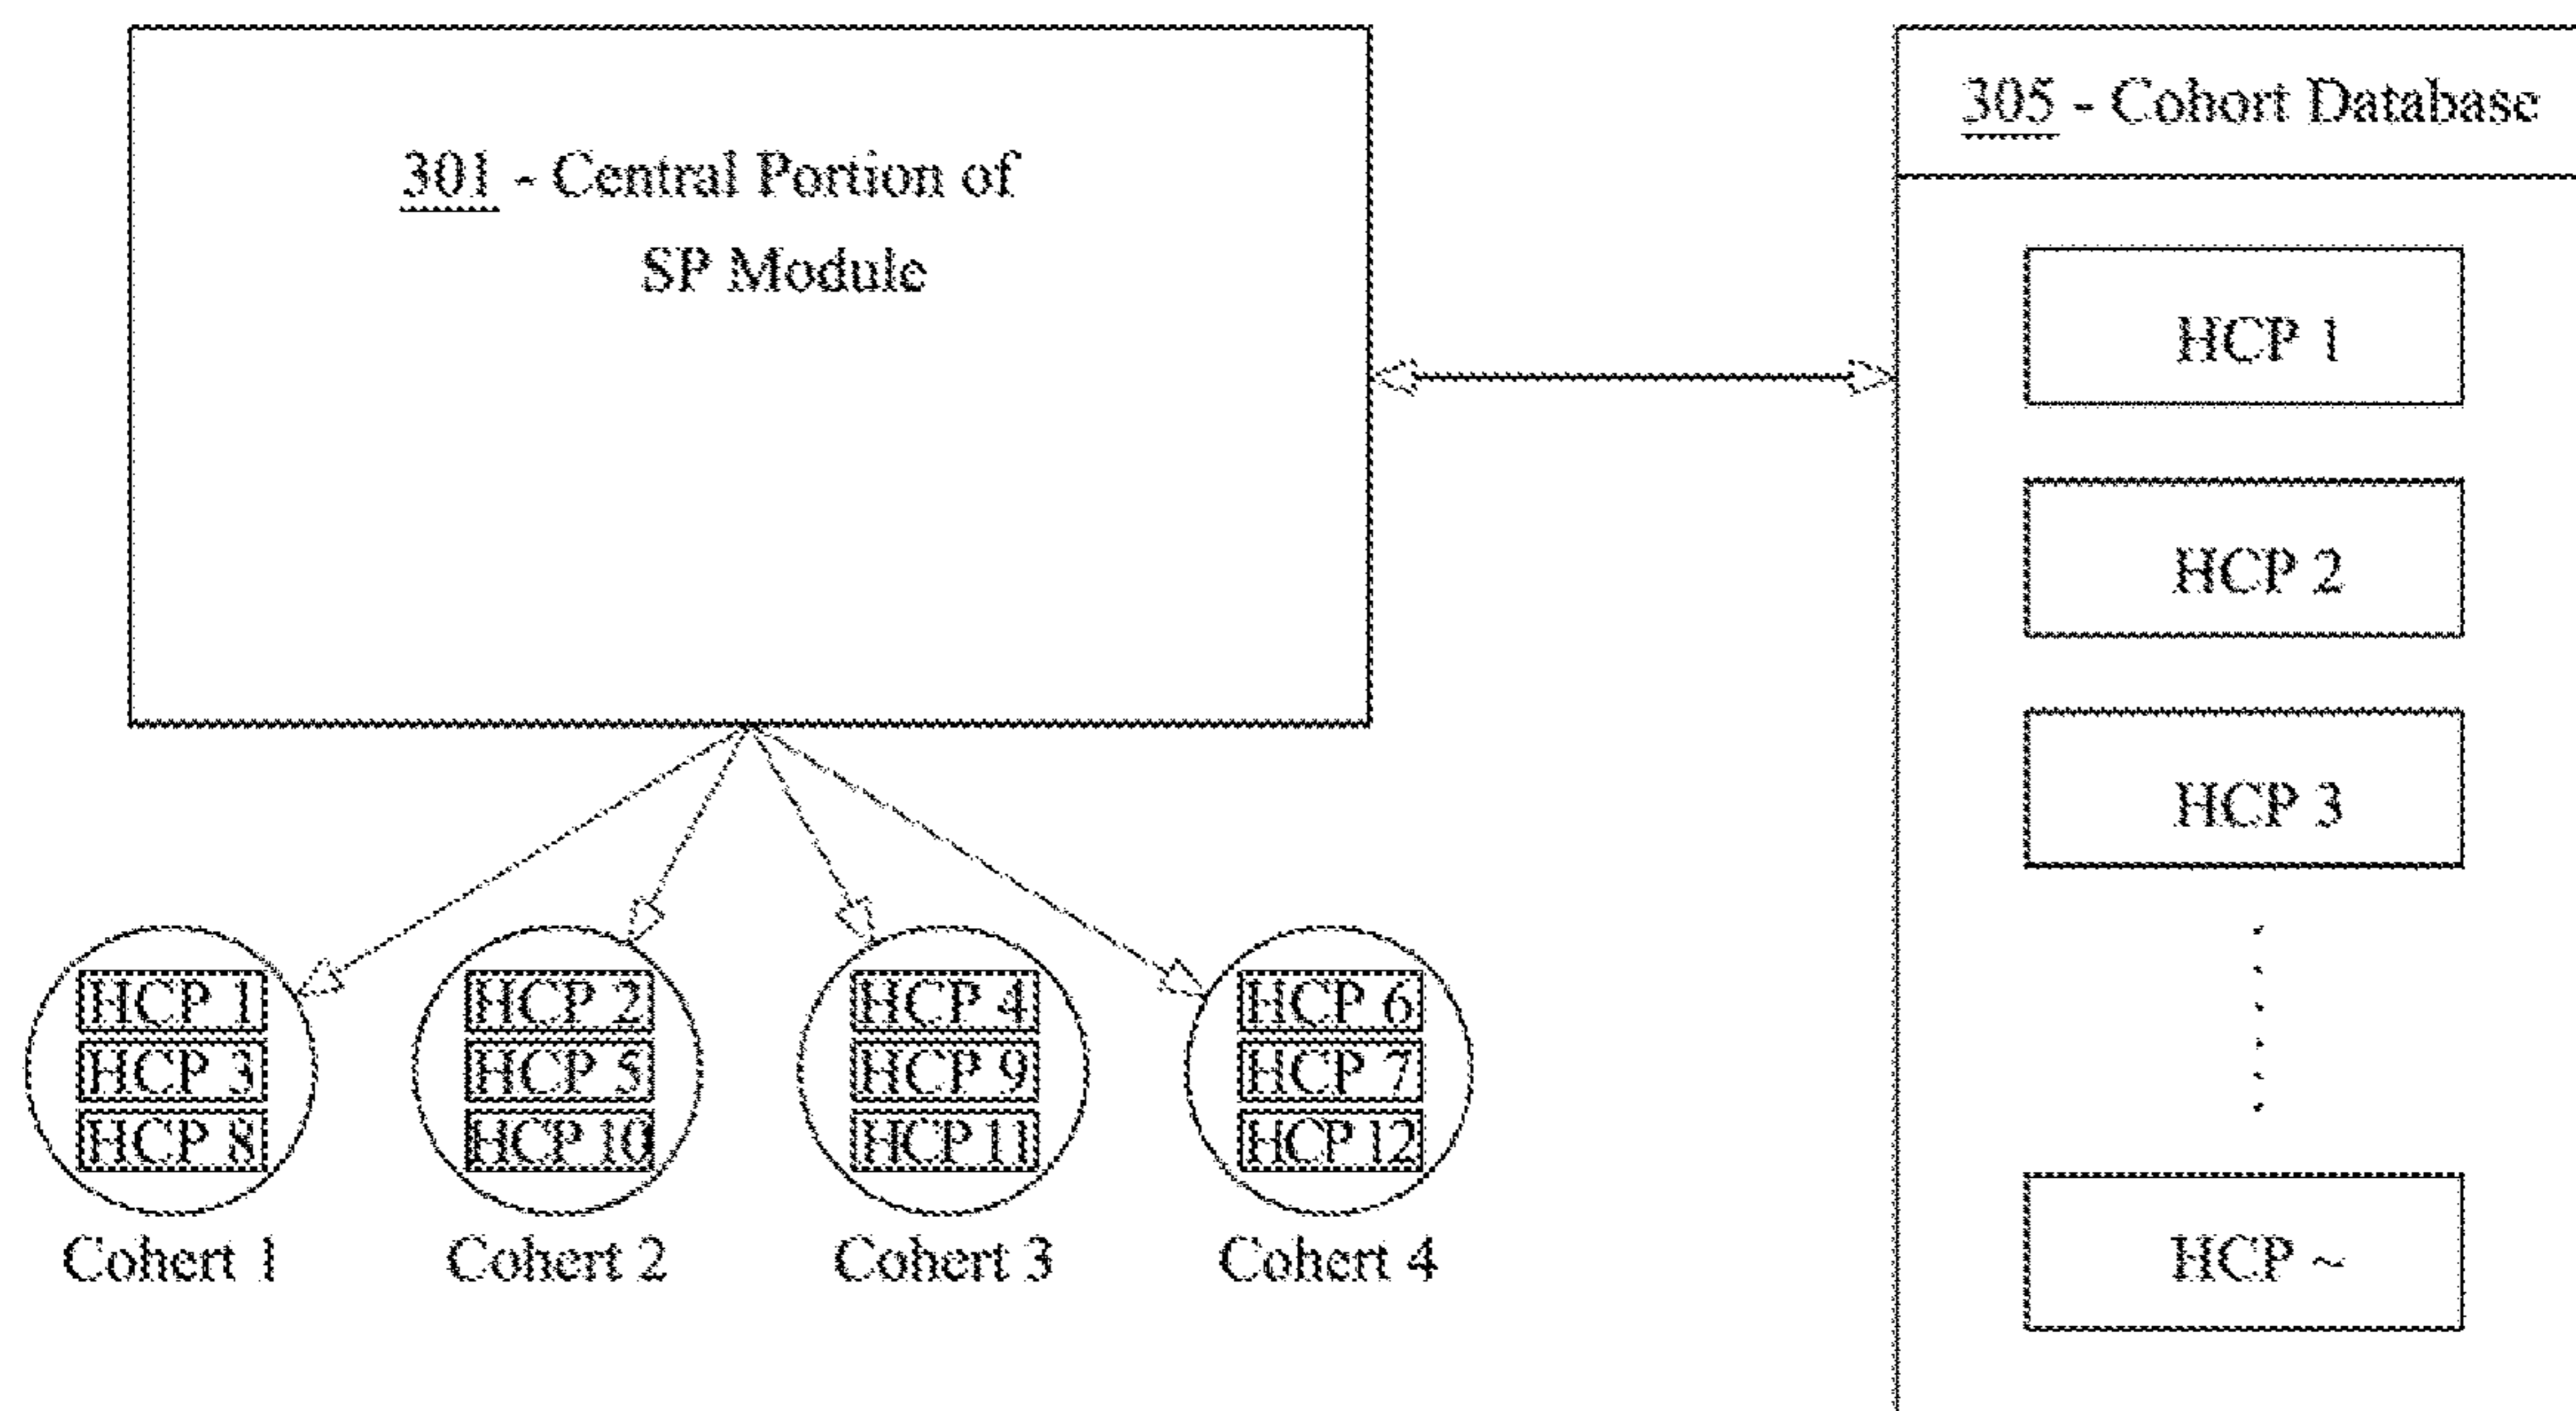 301 - Central Portion of
SP Module
305 - Cohort Database
HCP 1
HCP 2
HCP 3
HCP ~
HCP 1
HCP 3
HCP 8
Cohert 1
HCP 2
HCP 5
HCP 10
Cohert 2
HCP 4
HCP 9
HCP 11
Cohert 3
HCP 6
HCP 7
HCP 12
Cohert 4